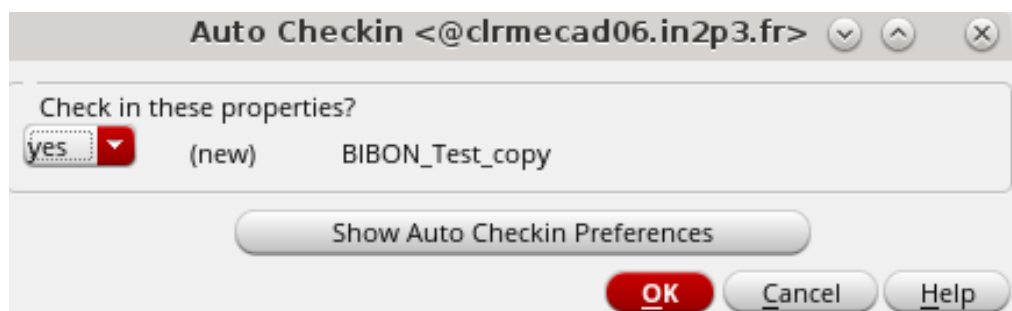 Auto Checkin <@clrmecad06.in2p3.fr>
Check in these properties?
yes (new) BIBON_Test_copy
Show Auto Checkin Preferences
OK Cancel Help